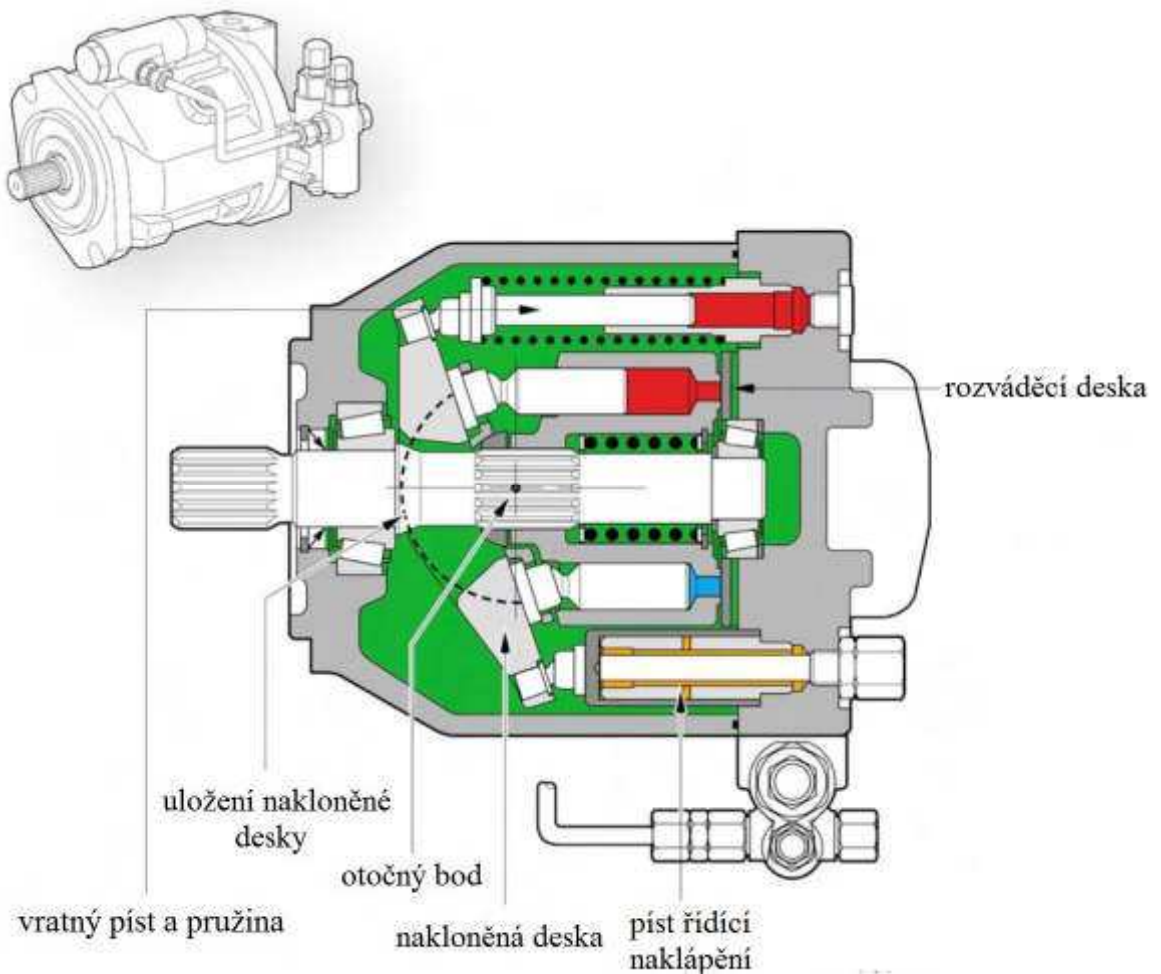 rozváděcí deska
uložení nakloněné
desky
otočný bod
vratný píst a pružina
nakloněná deska
píst řídící
naklápění